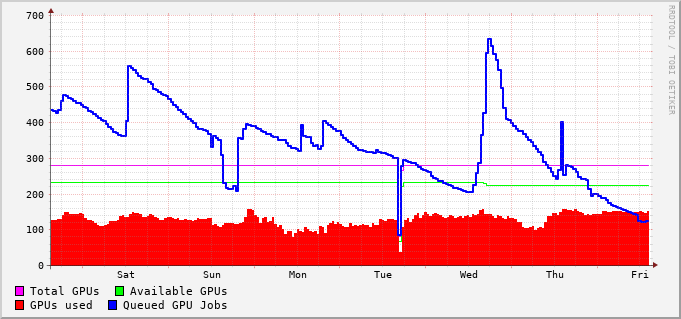 700
600
500
400
300
200
100
0
Sat Sun Mon Tue Wed Thu Fri
Total GPUs Available GPUs
GPUs used Queued GPU Jobs
RRDTOOL / TOBI OETIKER